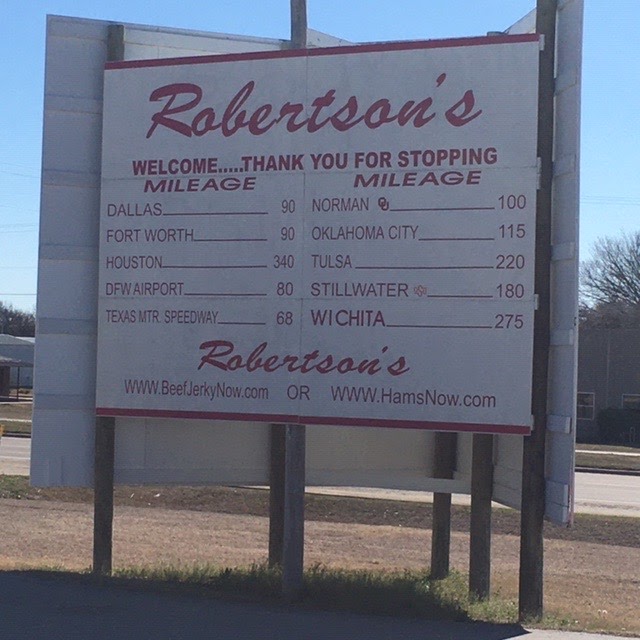 Robertson's
WELCOME.....THANK YOU FOR STOPPING
MILEAGE
DALLAS 90
FORT WORTH 90
HOUSTON 340
DFW AIRPORT 80
TEXAS MTR. SPEEDWAY 68
MILEAGE
NORMAN OU 100
OKLAHOMA CITY 115
TULSA 220
STILLWATER 180
WICHITA 275
Robertson's
WWW.BeefJerkyNow.com OR WWW.HamsNow.com